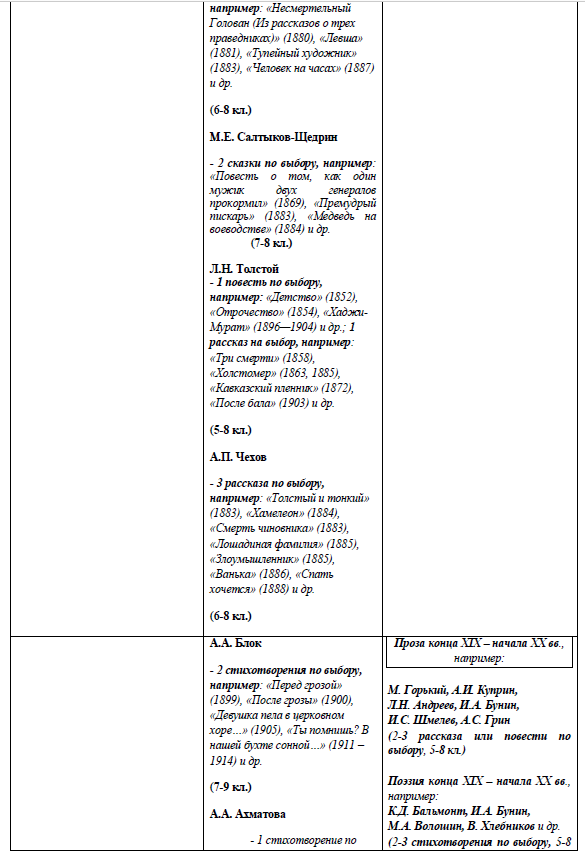 например: «Несмертельный
Голован (Из рассказов о трех
праведниках)» (1880), «Левша»
(1881), «Тупейный художник»
(1883), «Человек на часах» (1887)
и др.
(6-8 кл.)
М.Е. Салтыков-Щедрин
- 2 сказки по выбору, например:
«Повесть о том, как один
мужик двух генералов
прокормил» (1869), «Премудрый
пискарь» (1883), «Медведь на
воеводстве» (1884) и др.
(7-8 кл.)
Л.Н. Толстой
- 1 повесть по выбору,
например: «Детство» (1852),
«Отрочество» (1854), «Хаджи-
Мурат» (1896—1904) и др.; 1
рассказ на выбор, например:
«Три смерти» (1858),
«Холстомер» (1863, 1885),
«Кавказский пленник» (1872),
«После бала» (1903) и др.
(5-8 кл.)
А.П. Чехов
- 3 рассказа по выбору,
например: «Толстый и тонкий»
(1883), «Хамелеон» (1884),
«Смерть чиновника» (1883),
«Лошадиная фамилия» (1885),
«Злоумышленник» (1885),
«Ванька» (1886), «Спать
хочется» (1888) и др.
(6-8 кл.)
А.А. Блок
- 2 стихотворения по выбору,
например: «Перед грозой»
(1899), «После грозы» (1900),
«Девушка пела в церковном
хоре…» (1905), «Ты помнишь? В
нашей бухте сонной…» (1911 –
1914) и др.
(7-9 кл.)
А.А. Ахматова
- 1 стихотворение по
Проза конца XIX – начала XX вв.,
например:
М. Горький, А.И. Куприн,
Л.Н. Андреев, И.А. Бунин,
И.С. Шмелев, А.С. Грин
(2-3 рассказа или повести по
выбору, 5-8 кл.)
Поэзия конца XIX – начала XX вв.,
например:
К.Д. Бальмонт, И.А. Бунин,
М.А. Волошин, В. Хлебников и др.
(2-3 стихотворения по выбору, 5-8